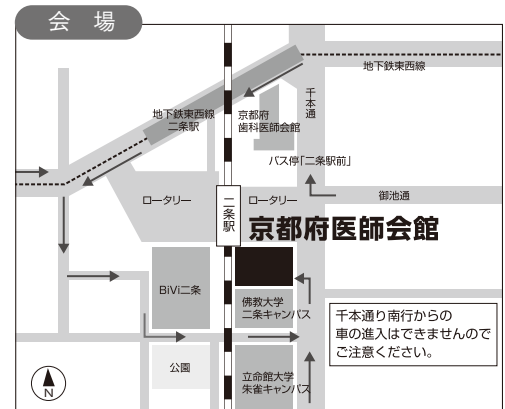 会 場
地下鉄東西線
千本通
地下鉄東西線
二条駅
京都府
歯科医師会館
バス停「二条駅前」
ロータリー
二条駅
ロータリー
御池通
京都府医師会館
BiVi二条
佛教大学
二条キャンパス
千本通り南行からの
車の進入はできませんので
ご注意ください。
公園
立命館大学
朱雀キャンパス
N